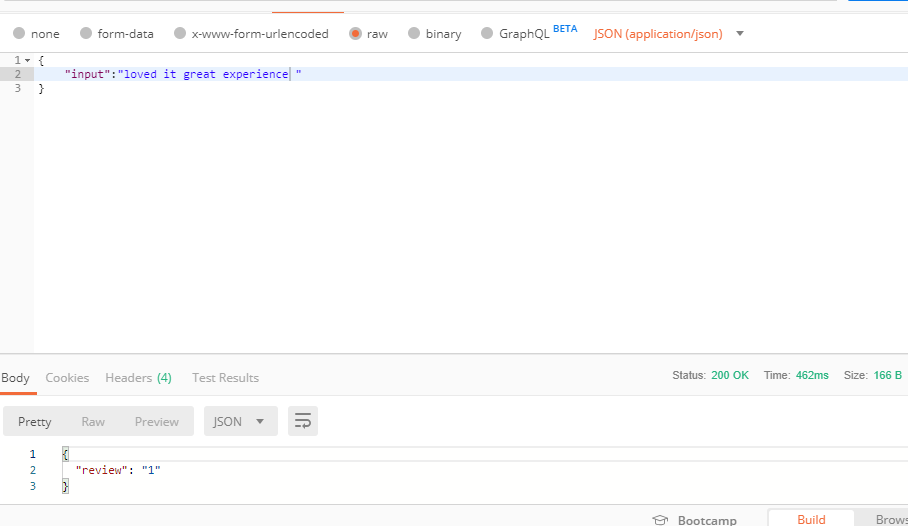 none form-data x-www-form-urlencoded raw binary GraphQL BETA JSON (application/json)
1 {
2 "input":"loved it great experience "
3 }
Body Cookies Headers (4) Test Results Status: 200 OK Time: 462ms Size: 166 B
Pretty Raw Preview JSON
1 {
2 "review": "1"
3 }
Bootcamp Build Brows